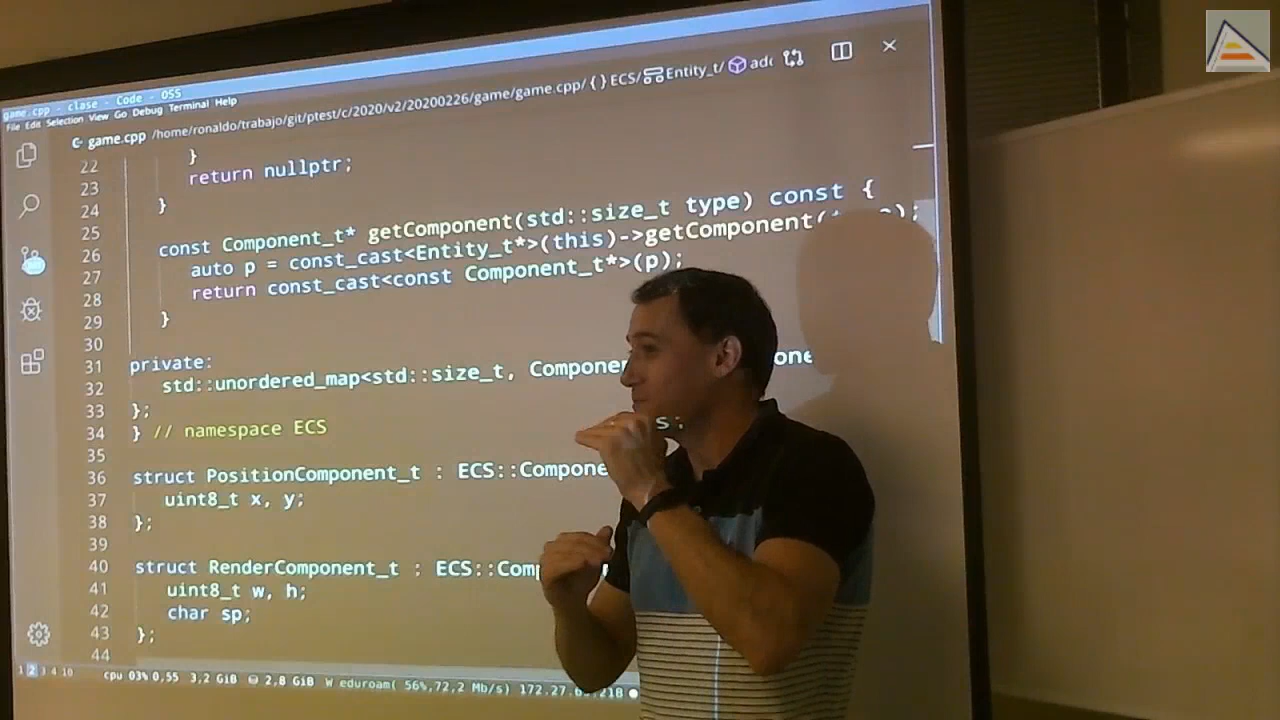 game.cpp - clase - Code - OSS
File Edit Selection View Go Debug Terminal Help
game.cpp /home/ronaldo/trabajo/git/ptest/c/2020/v2/20200226/game/game.cpp/ { } ECS/ Entity_t/
22 }
23 return nullptr;
24 }
25
26 const Component_t* getComponent(std::size_t type) const {
27 auto p = const_cast<Entity_t*>(this)->getComponent( );
28 return const_cast<const Component_t*>(p);
29 }
30
31 private:
32 std::unordered_map<std::size_t,
33 };
34 } // namespace ECS
35
36 struct PositionComponent_t : ECS::
37 uint8_t x, y;
38 };
39
40 struct RenderComponent_t : ECS::
41 uint8_t w, h;
42 char sp;
43 };
44
1 2 3 4 10 cpu 03% 0,55 3,2 GiB 2,8 GiB W eduroam( 56%,72,2 Mb/s)